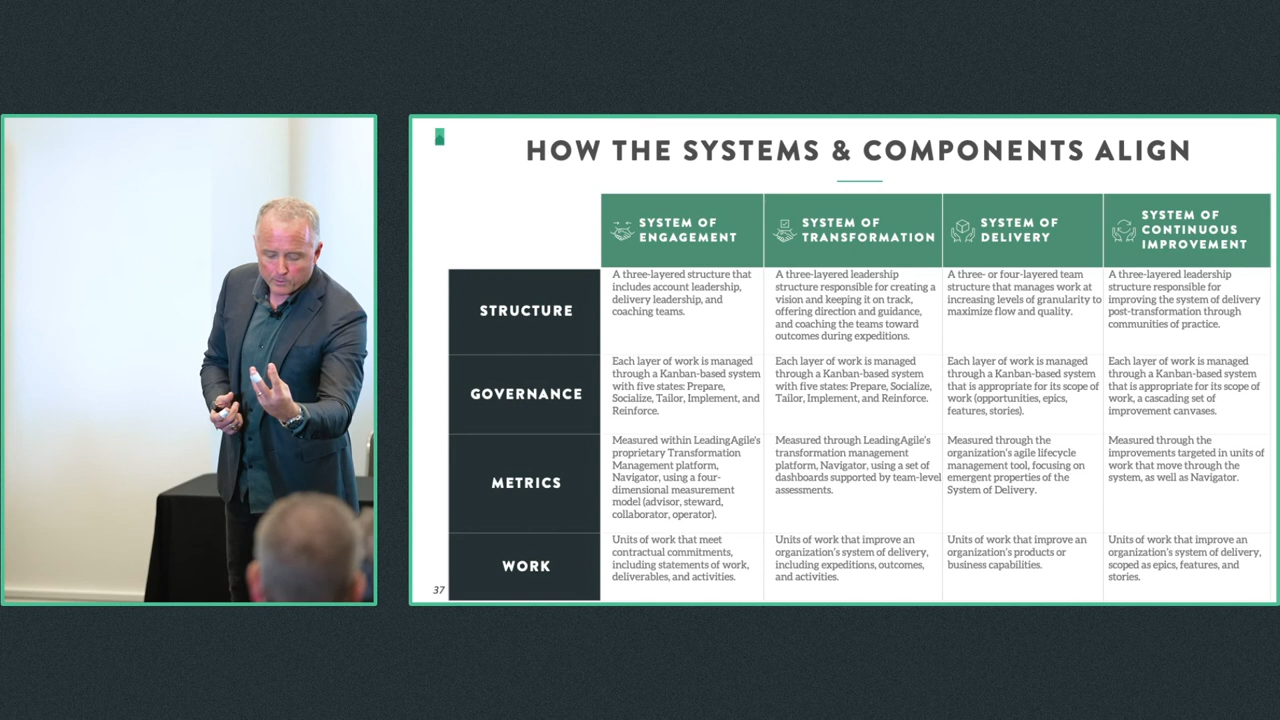 HOW THE SYSTEMS & COMPONENTS ALIGN
SYSTEM OF
ENGAGEMENT
SYSTEM OF
TRANSFORMATION
SYSTEM OF
DELIVERY
SYSTEM OF
CONTINUOUS
IMPROVEMENT
STRUCTURE
A three-layered structure that
includes account leadership,
delivery leadership, and
coaching teams.
A three-layered leadership
structure responsible for creating a
vision and keeping it on track,
offering direction and guidance,
and coaching the teams toward
outcomes during expeditions.
A three- or four-layered team
structure that manages work at
increasing levels of granularity to
maximize flow and quality.
A three-layered leadership
structure responsible for
improving the system of delivery
post-transformation through
communities of practice.
GOVERNANCE
Each layer of work is managed
through a Kanban-based system
with five states: Prepare,
Socialize, Tailor, Implement, and
Reinforce.
Each layer of work is managed
through a Kanban-based system
with five states: Prepare, Socialize,
Tailor, Implement, and Reinforce.
Each layer of work is managed
through a Kanban-based system
that is appropriate for its scope of
work (opportunities, epics,
features, stories).
Each layer of work is managed
through a Kanban-based system
that is appropriate for its scope of
work, a cascading set of
improvement canvases.
METRICS
Measured within LeadingAgile's
proprietary Transformation
Management platform,
Navigator, using a four-
dimensional measurement
model (advisor, steward,
collaborator, operator).
Measured through LeadingAgile's
transformation management
platform, Navigator, using a set of
dashboards supported by team-level
assessments.
Measured through the
organization's agile lifecycle
management tool, focusing on
emergent properties of the
System of Delivery.
Measured through the
improvements targeted in units of
work that move through the
system, as well as Navigator.
WORK
Units of work that meet
contractual commitments,
including statements of work,
deliverables, and activities.
Units of work that improve an
organization's system of delivery,
including expeditions, outcomes,
and activities.
Units of work that improve an
organization's products or
business capabilities.
Units of work that improve an
organization's system of delivery,
scoped as epics, features, and
stories.
37